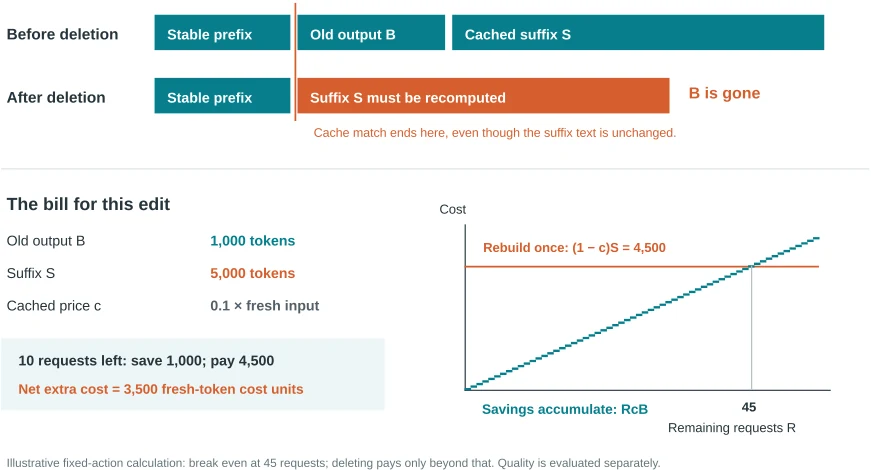 Before deletion
Stable prefix
Old output B
Cached suffix S
After deletion
Stable prefix
Suffix S must be recomputed
B is gone
Cache match ends here, even though the suffix text is unchanged.
The bill for this edit
Old output B 1,000 tokens
Suffix S 5,000 tokens
Cached price c 0.1 × fresh input
10 requests left: save 1,000; pay 4,500
Net extra cost = 3,500 fresh-token cost units
Cost
Rebuild once: (1 − c)S = 4,500
Savings accumulate: RcB
45
Remaining requests R
Illustrative fixed-action calculation: break even at 45 requests; deleting pays only beyond that. Quality is evaluated separately.